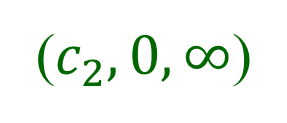 (c₂, 0, ∞)